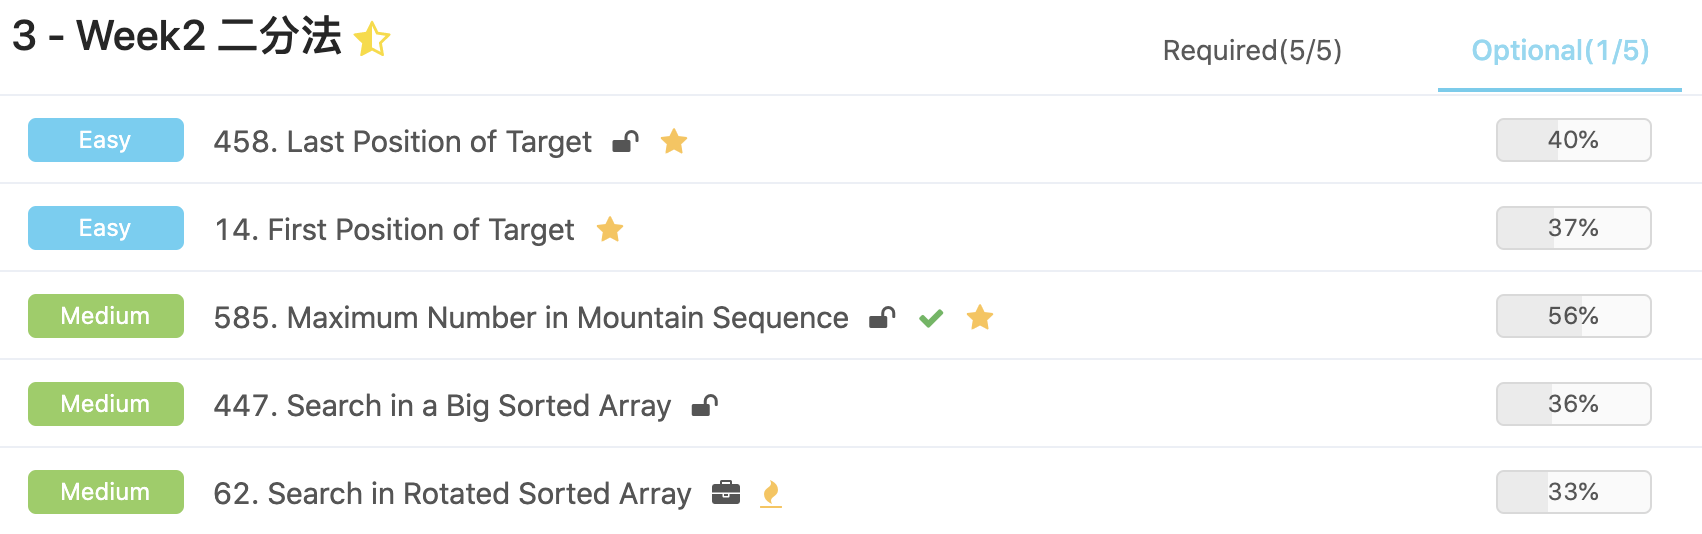 3 - Week2 二分法
Required(5/5) Optional(1/5)
Easy 458. Last Position of Target 40%
Easy 14. First Position of Target 37%
Medium 585. Maximum Number in Mountain Sequence 56%
Medium 447. Search in a Big Sorted Array 36%
Medium 62. Search in Rotated Sorted Array 33%